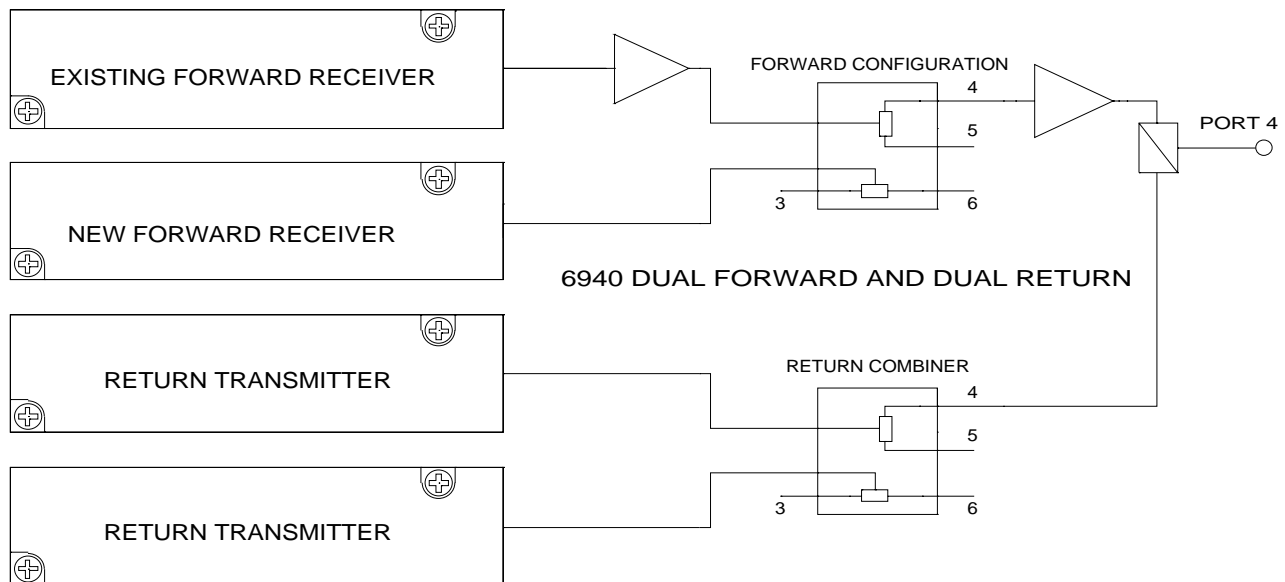 EXISTING FORWARD RECEIVER
FORWARD CONFIGURATION
4
5
PORT 4
3
6
NEW FORWARD RECEIVER
6940 DUAL FORWARD AND DUAL RETURN
RETURN TRANSMITTER
RETURN COMBINER
4
5
3
6
RETURN TRANSMITTER